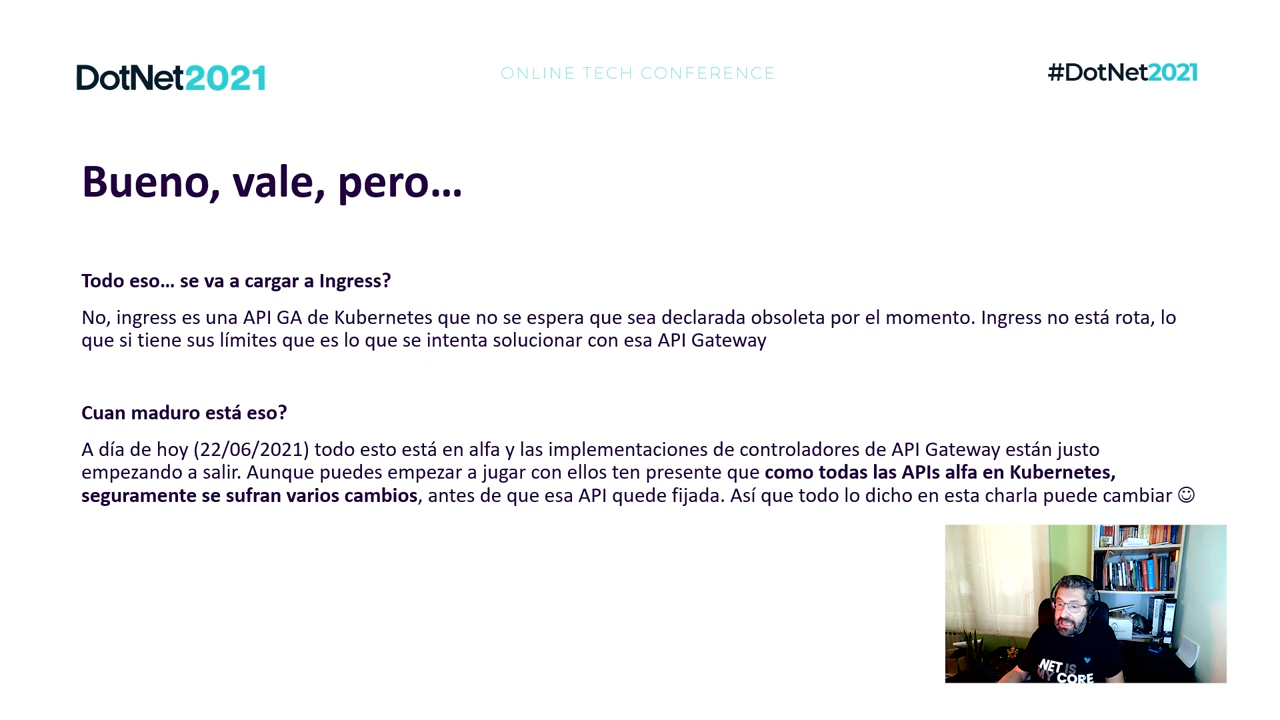 DotNet2021
ONLINE TECH CONFERENCE
#DotNet2021
Bueno, vale, pero...
Todo eso... se va a cargar a Ingress?
No, ingress es una API GA de Kubernetes que no se espera que sea declarada obsoleta por el momento. Ingress no está rota, lo
que si tiene sus límites que es lo que se intenta solucionar con esa API Gateway
Cuan maduro está eso?
A día de hoy (22/06/2021) todo esto está en alfa y las implementaciones de controladores de API Gateway están justo
empezando a salir. Aunque puedes empezar a jugar con ellos ten presente que como todas las APIs alfa en Kubernetes,
seguramente se sufran varios cambios, antes de que esa API quede fijada. Así que todo lo dicho en esta charla puede cambiar ☺
.NET IS
MY CORE